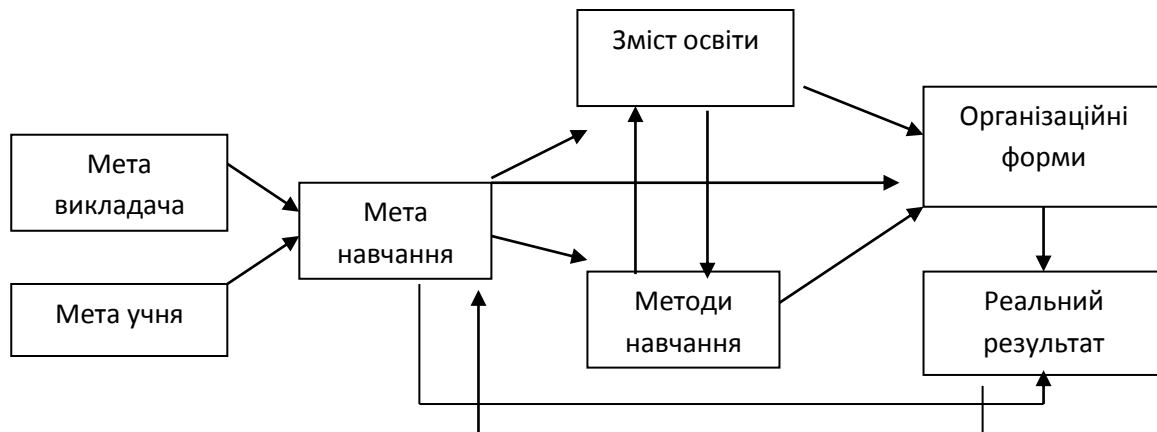 Зміст освіти
Організаційні
форми
Мета
викладача
Мета
навчання
Мета учня
Методи
навчання
Реальний
результат